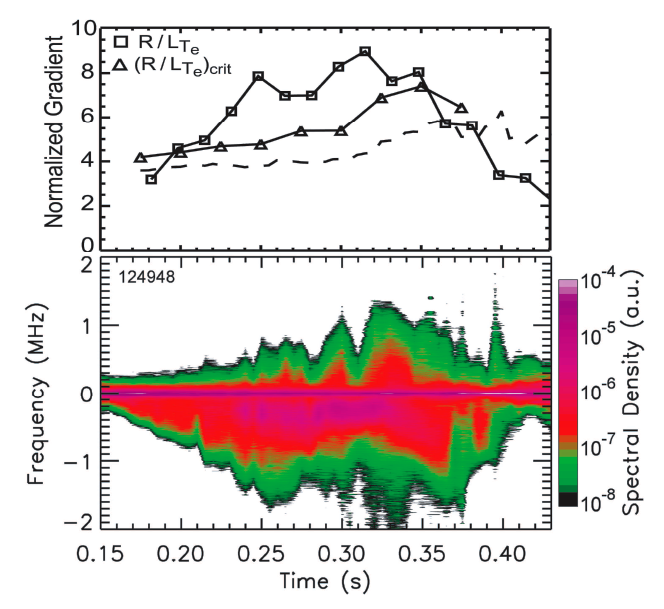 10
8
6
4
2
0
Normalized Gradient
R/L_Te
(R/L_Te)crit
124948
2
1
0
−1
−2
Frequency (MHz)
0.15 0.20 0.25 0.30 0.35 0.40
Time (s)
10^-4
10^-5
10^-6
10^-7
10^-8
Spectral Density (a.u.)